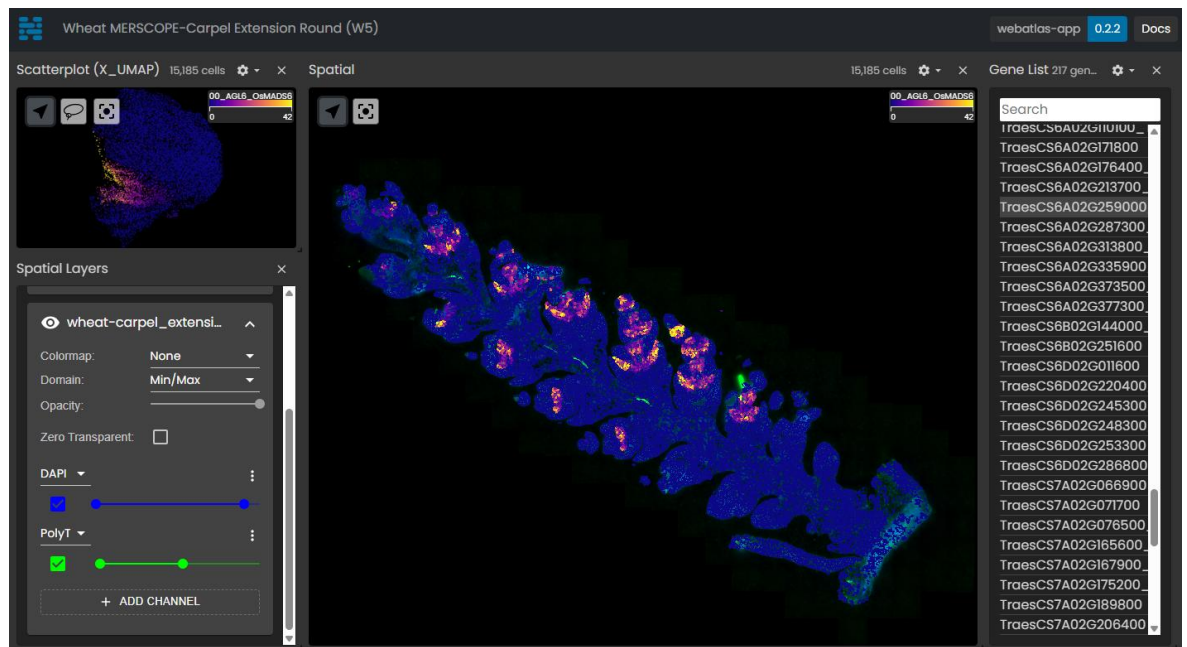 Wheat MERSCOPE-Carpel Extension Round (W5)
webatlas-app 0.2.2 Docs
Scatterplot (X_UMAP) 15,185 cells
00_AGL6_OsMADS6
0 42
Spatial Layers
wheat-carpel_extensi...
Colormap: None
Domain: Min/Max
Opacity:
Zero Transparent:
DAPI
PolyT
+ ADD CHANNEL
Spatial 15,185 cells
00_AGL6_OsMADS6
0 42
Gene List 217 gen...
Search
TraesCS6A02G110100_
TraesCS6A02G171800
TraesCS6A02G176400_
TraesCS6A02G213700_
TraesCS6A02G259000
TraesCS6A02G287300_
TraesCS6A02G313800_
TraesCS6A02G335900
TraesCS6A02G373500_
TraesCS6A02G377300_
TraesCS6B02G144000_
TraesCS6B02G251600
TraesCS6D02G011600
TraesCS6D02G220400
TraesCS6D02G245300
TraesCS6D02G248300
TraesCS6D02G253300
TraesCS6D02G286800
TraesCS7A02G066900
TraesCS7A02G071700
TraesCS7A02G076500_
TraesCS7A02G165600_
TraesCS7A02G167900_
TraesCS7A02G175200_
TraesCS7A02G189800
TraesCS7A02G206400